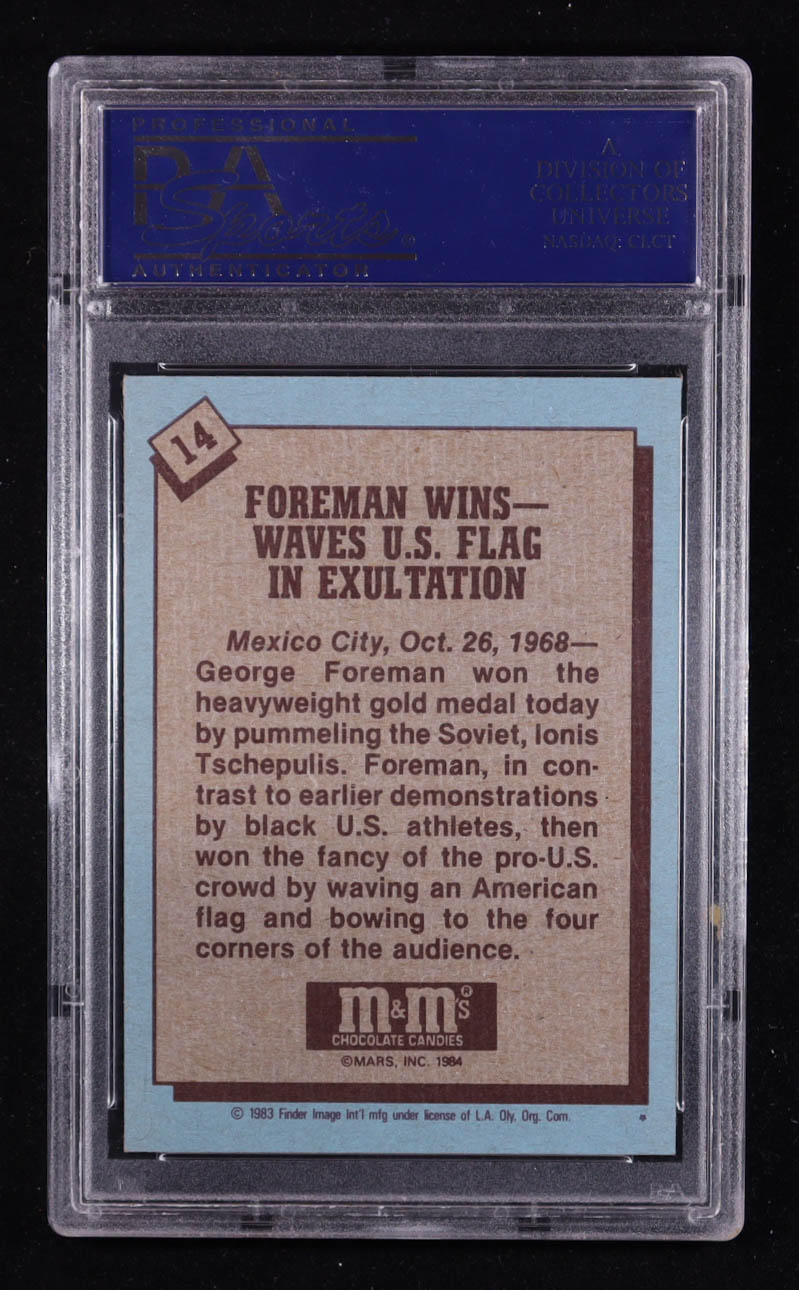 PROFESSIONAL
PSA
Sports
AUTHENTICATOR
A
DIVISION OF
COLLECTORS
UNIVERSE
NASDAQ: CLCT
14
FOREMAN WINS—
WAVES U.S. FLAG
IN EXULTATION
Mexico City, Oct. 26, 1968—
George Foreman won the
heavyweight gold medal today
by pummeling the Soviet, Ionis
Tschepulis. Foreman, in con-
trast to earlier demonstrations
by black U.S. athletes, then
won the fancy of the pro-U.S.
crowd by waving an American
flag and bowing to the four
corners of the audience.
m&m's®
CHOCOLATE CANDIES
©MARS, INC. 1984
© 1983 Finder Image Int'l mfg under license of L.A. Oly. Org. Com. *
PSA